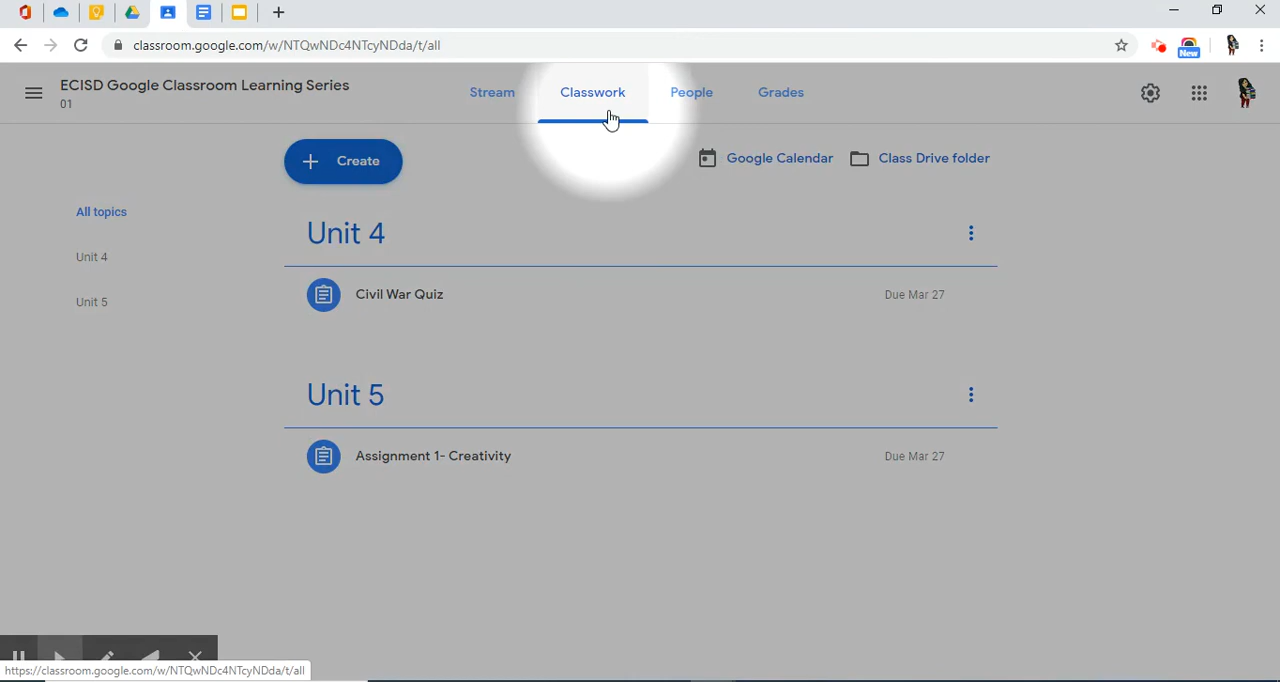 classroom.google.com/w/NTQwNDc4NTcyNDda/t/all
New
ECISD Google Classroom Learning Series
01
Stream
Classwork
People
Grades
Create
Google Calendar
Class Drive folder
All topics
Unit 4
Unit 5
Unit 4
Civil War Quiz
Due Mar 27
Unit 5
Assignment 1- Creativity
Due Mar 27
https://classroom.google.com/w/NTQwNDc4NTcyNDda/t/all